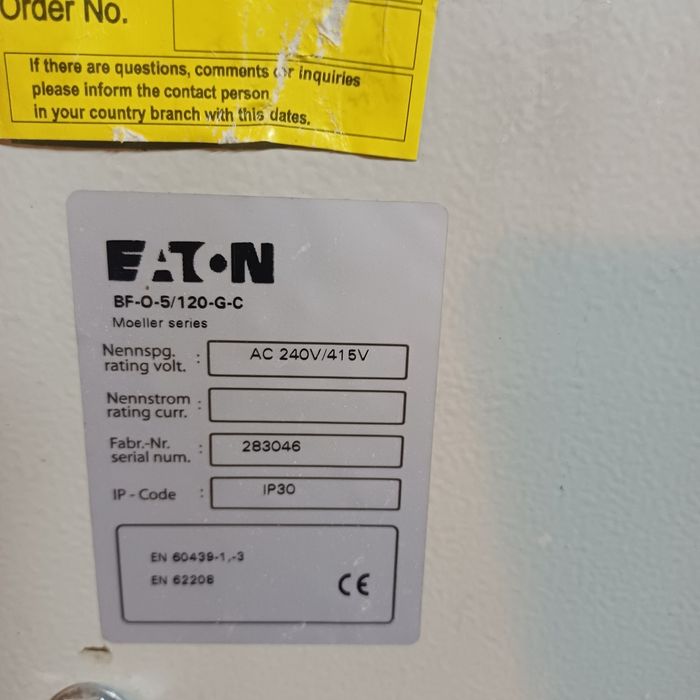 Order No.
If there are questions, comments or inquiries
please inform the contact person
in your country branch with this dates.
EATON
BF-O-5/120-G-C
Moeller series
Nennspg. : AC 240V/415V
rating volt.
Nennstrom :
rating curr.
Fabr.-Nr. : 283046
serial num.
IP - Code : IP30
EN 60439-1,-3
EN 62208
CE